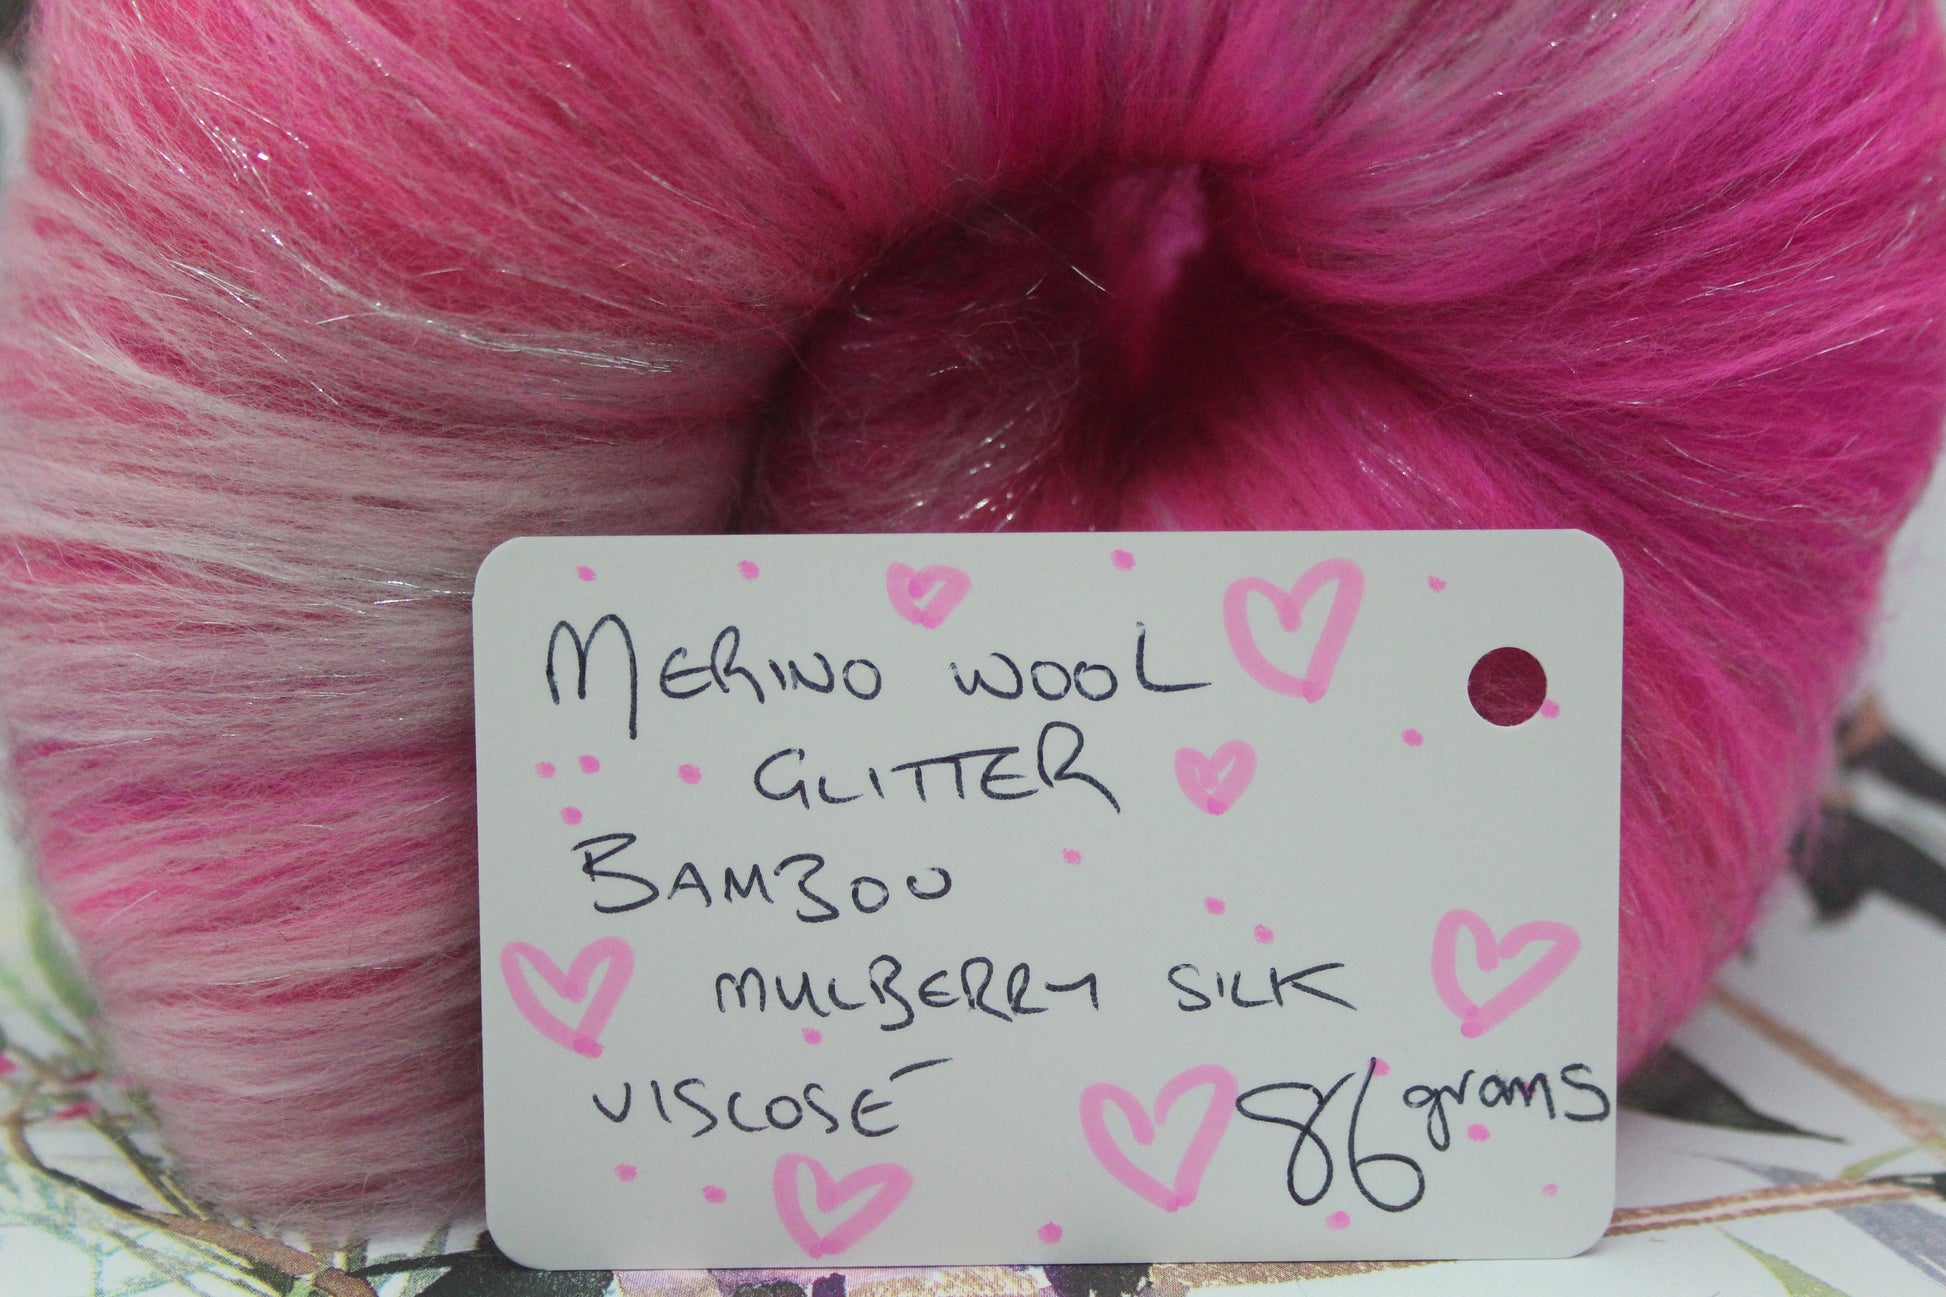 MERINO WOOL
GLITTER
BAMBOO
MULBERRY SILK
VISCOSE
86 grams